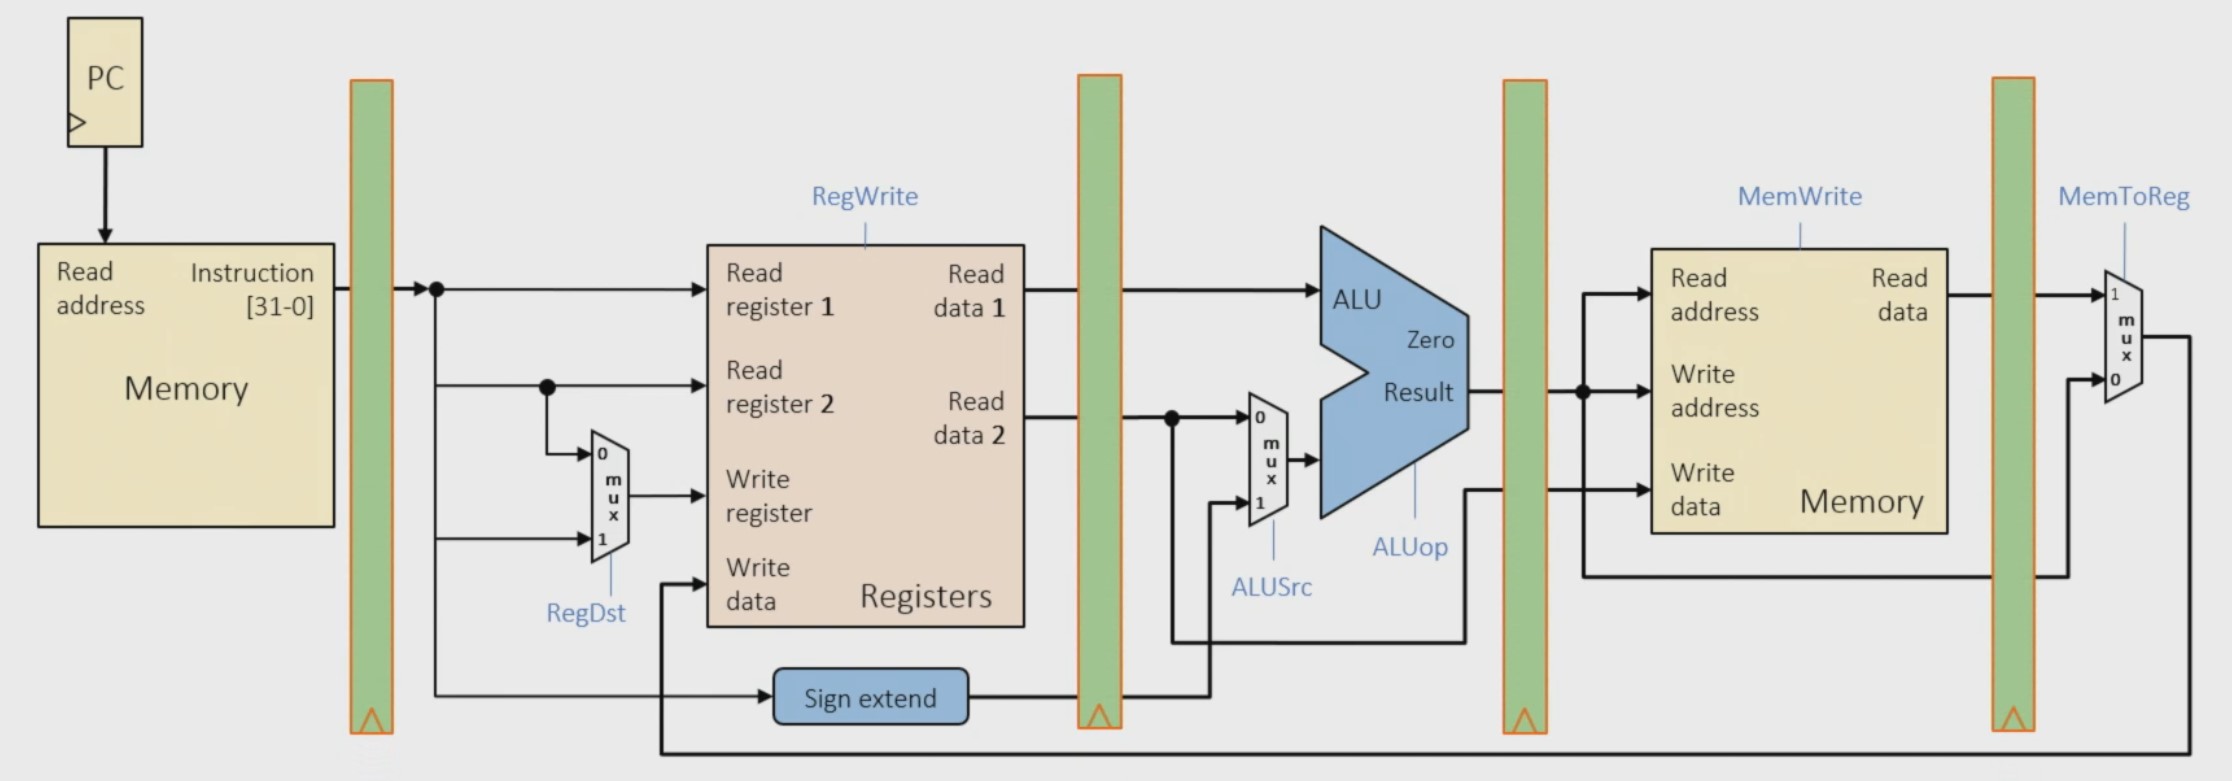 PC
Read
address
Instruction
[31-0]
Memory
RegWrite
Read
register 1
Read
data 1
Read
register 2
Read
data 2
0
mux
1
RegDst
Write
register
Write
data
Registers
Sign extend
0
mux
1
ALUSrc
ALU
Zero
Result
ALUop
MemWrite
Read
address
Read
data
Write
address
Write
data
Memory
MemToReg
1
mux
0